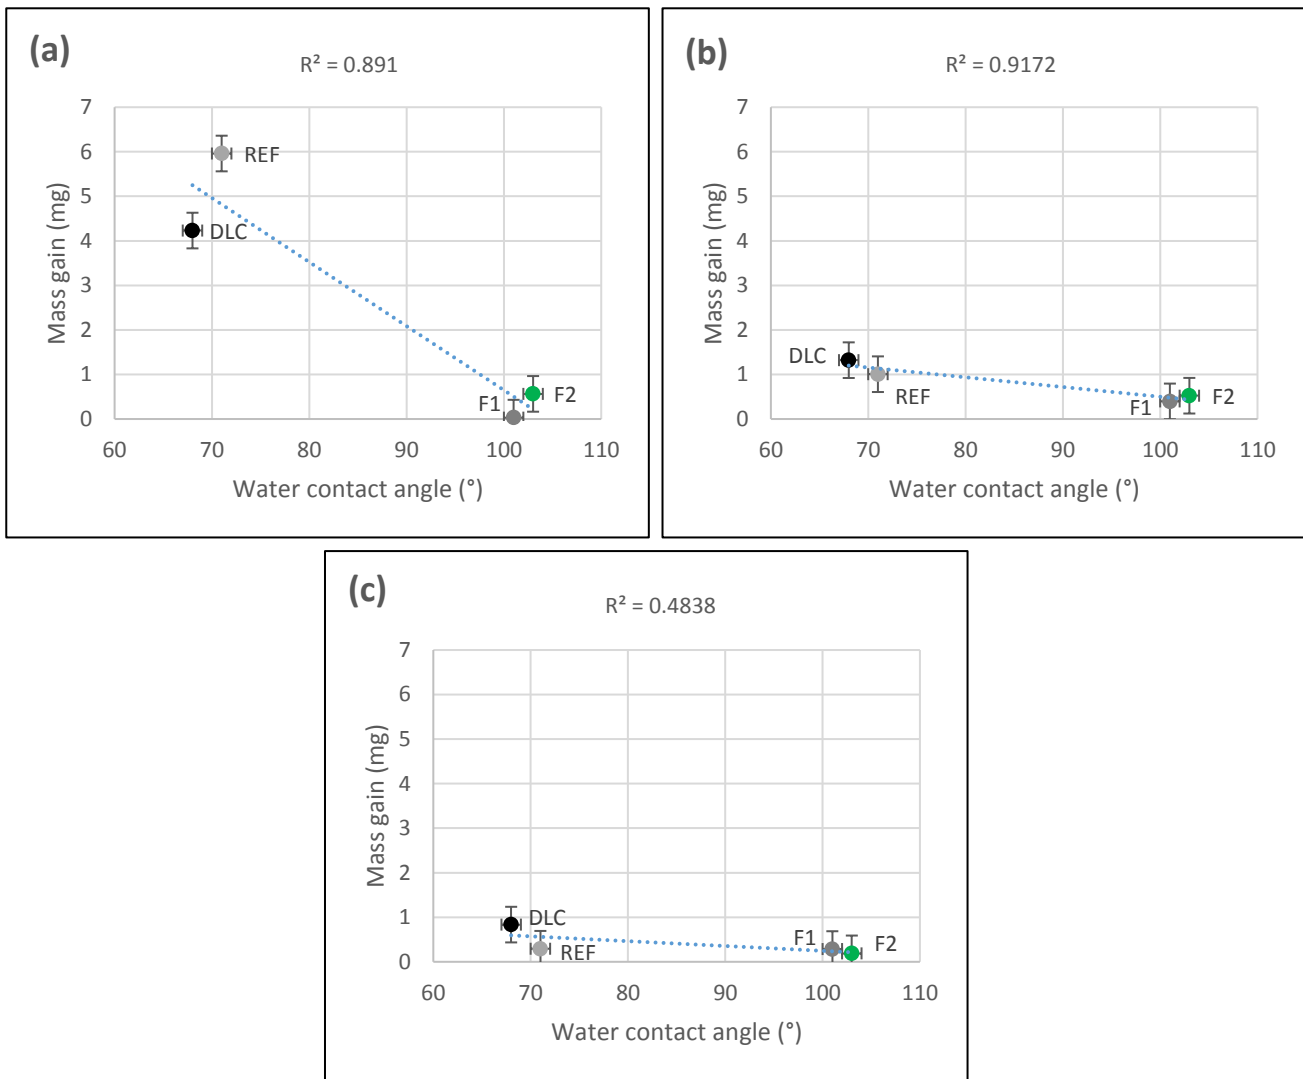 (a)
R² = 0.891
7
6
5
4
3
2
1
0
60 70 80 90 100 110
Mass gain (mg)
Water contact angle (°)
REF
DLC
F1
F2
(b)
R² = 0.9172
7
6
5
4
3
2
1
0
60 70 80 90 100 110
Mass gain (mg)
Water contact angle (°)
DLC
REF
F1
F2
(c)
R² = 0.4838
7
6
5
4
3
2
1
0
60 70 80 90 100 110
Mass gain (mg)
Water contact angle (°)
DLC
REF
F1
F2